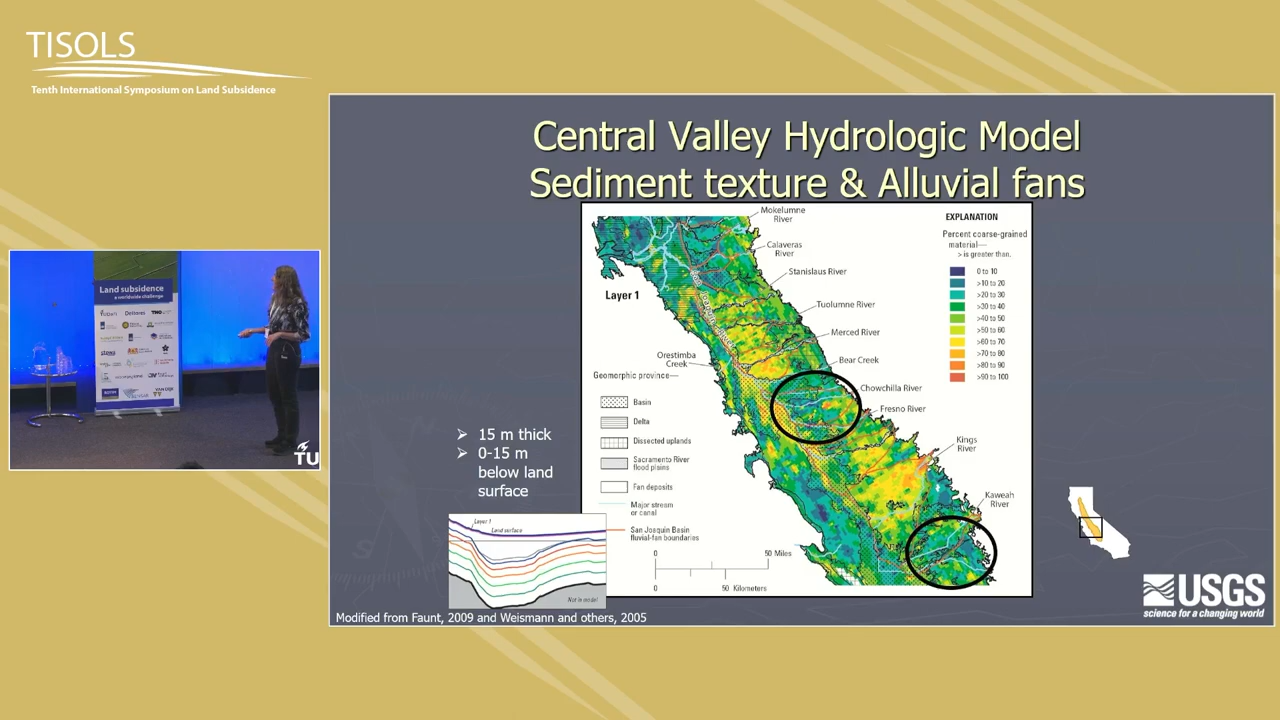 TISOLS
Tenth International Symposium on Land Subsidence
Central Valley Hydrologic Model
Sediment texture & Alluvial fans
Mokelumne
River
Calaveras
River
Stanislaus River
Tuolumne River
Merced River
Bear Creek
Chowchilla River
Fresno River
Kings
River
Kaweah
River
Orestimba
Creek
Layer 1
EXPLANATION
Percent coarse-grained
material—
> is greater than.
0 to 10
>10 to 20
>20 to 30
>30 to 40
>40 to 50
>50 to 60
>60 to 70
>70 to 80
>80 to 90
>90 to 100
Geomorphic province—
Basin
Delta
Dissected uplands
Sacramento River
flood plains
Fan deposits
Major stream
or canal
San Joaquin Basin
fluvial-fan boundaries
0
50 Miles
0
50 Kilometers
➢ 15 m thick
➢ 0-15 m
below land
surface
Layer 1
Land surface
Not in model
Modified from Faunt, 2009 and Weismann and others, 2005
USGS
science for a changing world
Land subsidence
a worldwide challenge
Deltares
TU